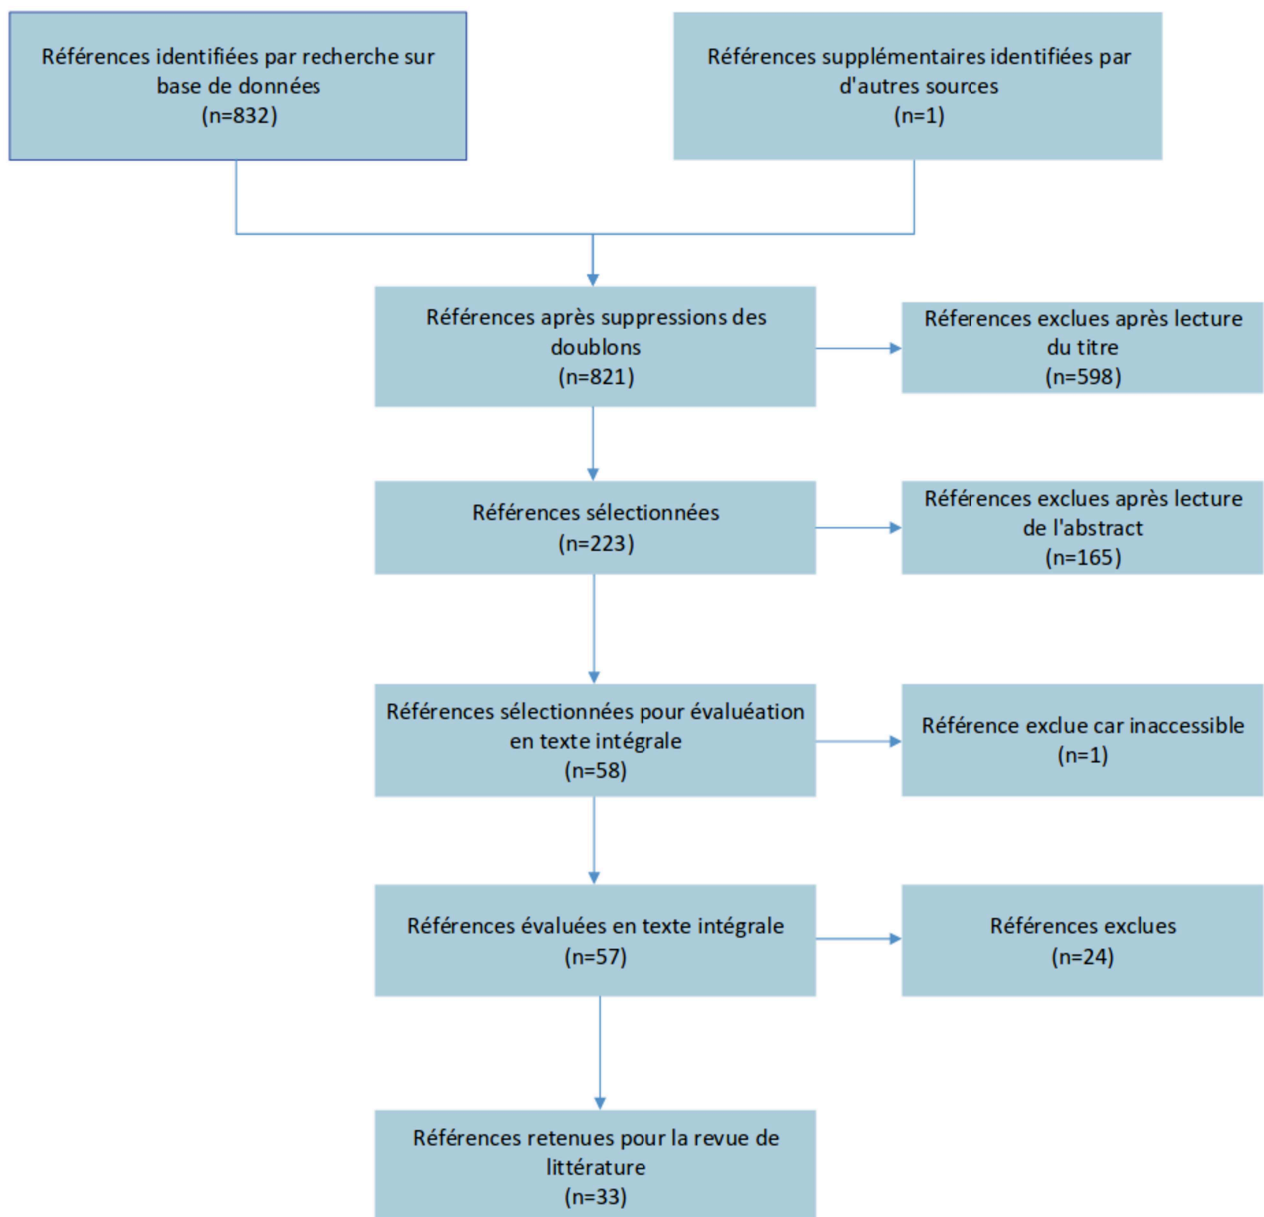 Références identifiées par recherche sur
base de données
(n=832)
Références supplémentaires identifiées par
d'autres sources
(n=1)
Références après suppressions des
doublons
(n=821)
Réferences exclues après lecture
du titre
(n=598)
Références sélectionnées
(n=223)
Références exclues après lecture
de l'abstract
(n=165)
Références sélectionnées pour évaluéation
en texte intégrale
(n=58)
Référence exclue car inaccessible
(n=1)
Références évaluées en texte intégrale
(n=57)
Références exclues
(n=24)
Références retenues pour la revue de
littérature
(n=33)